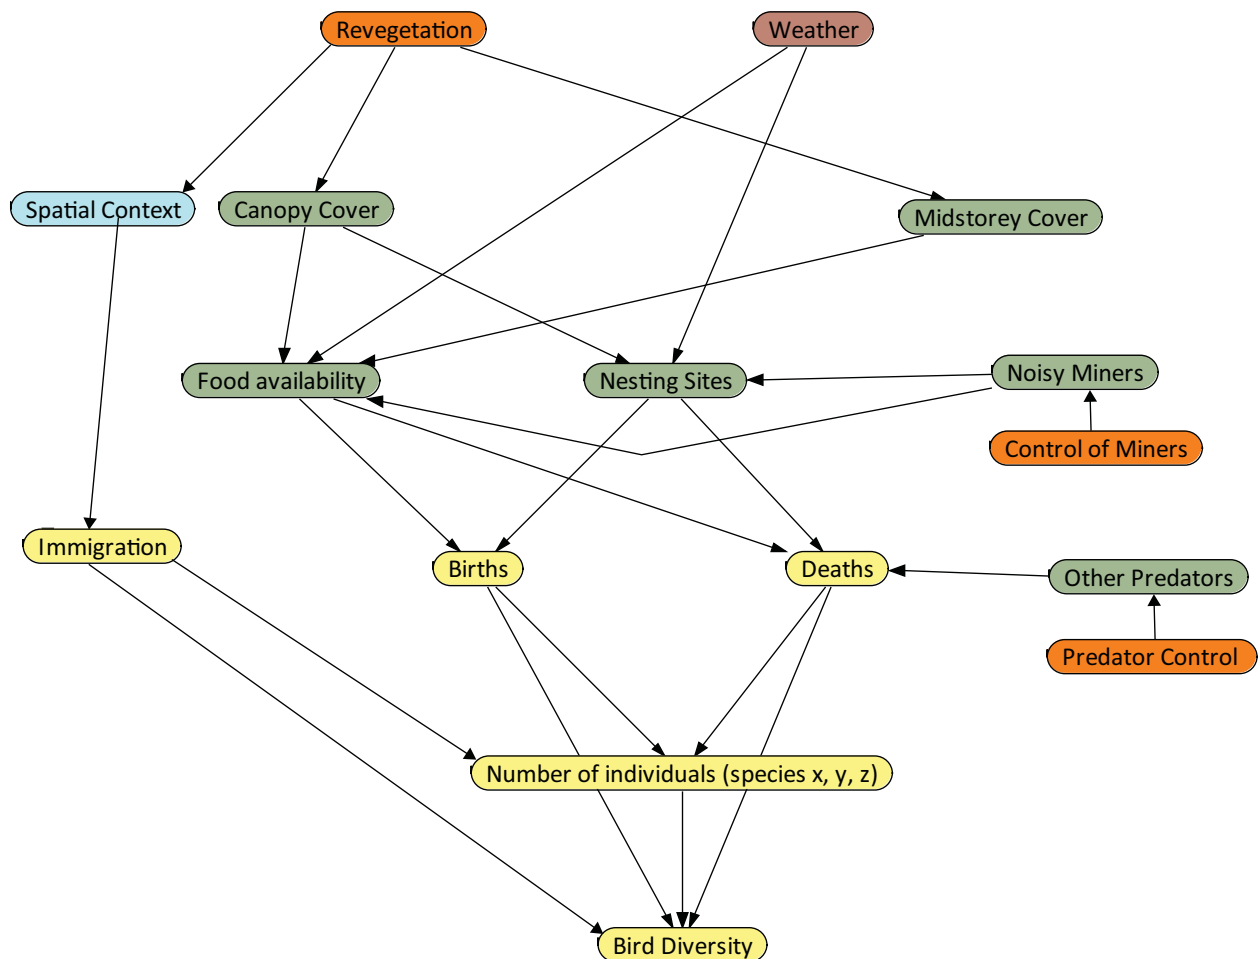 Revegetation
Weather
Spatial Context
Canopy Cover
Midstorey Cover
Food availability
Nesting Sites
Noisy Miners
Control of Miners
Immigration
Births
Deaths
Other Predators
Predator Control
Number of individuals (species x, y, z)
Bird Diversity